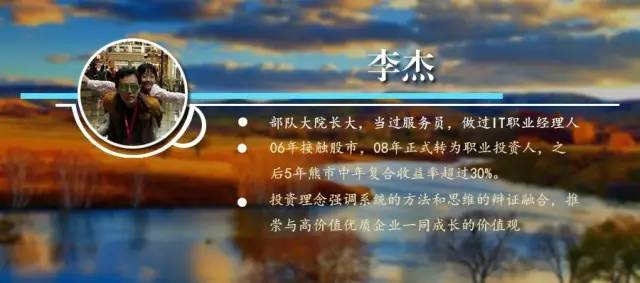 李杰
部队大院长大，当过服务员，做过IT职业经理人
06年接触股市，08年正式转为职业投资人，之
后5年熊市中年复合收益率超过30%。
投资理念强调系统的方法和思维的辩证融合，推
崇与高价值优质企业一同成长的价值观